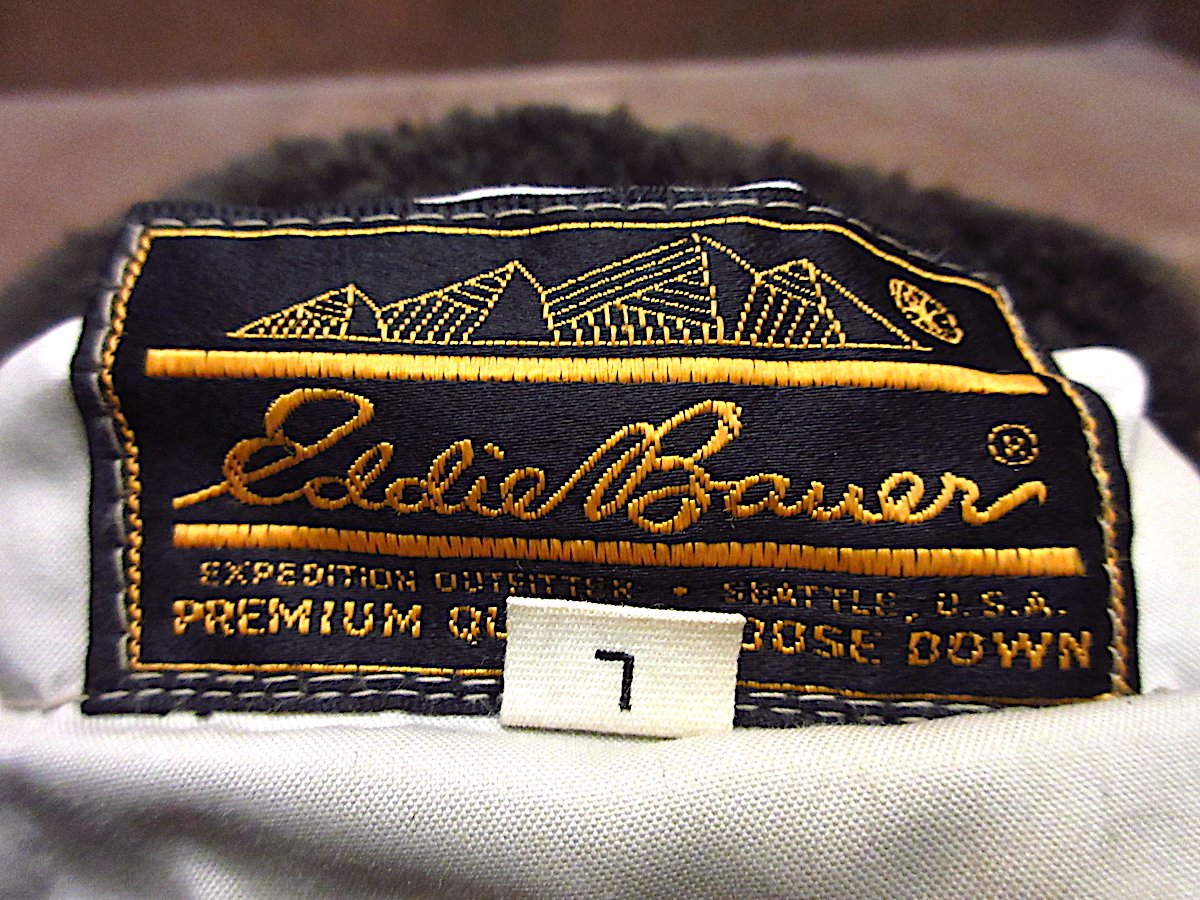 Eddie Bauer ®
EXPEDITION OUTFITTER • SEATTLE, U.S.A.
PREMIUM QU OOSE DOWN
L